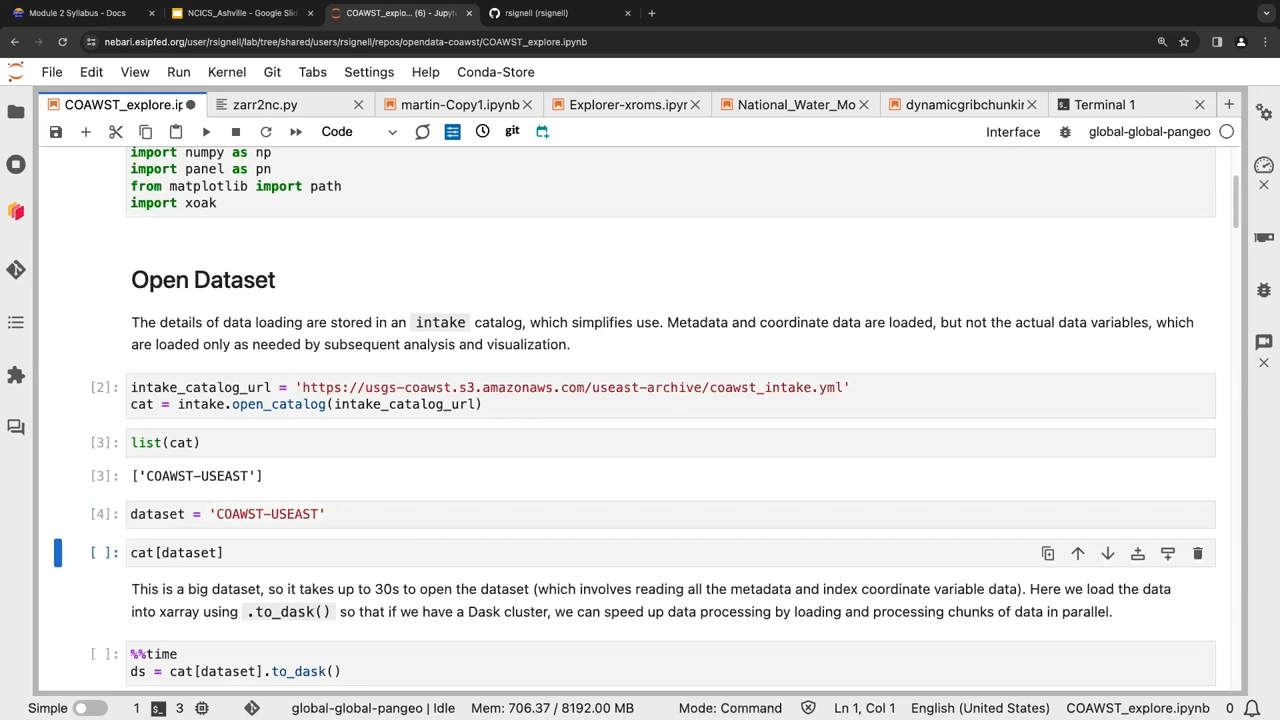 Module 2 Syllabus - Docs
NCICS_Ashville - Google Slid
COAWST_explo... (6) - Jupyt
rsignell (rsignell)
nebari.esipfed.org/user/rsignell/lab/tree/shared/users/rsignell/repos/opendata-coawst/COAWST_explore.ipynb
File Edit View Run Kernel Git Tabs Settings Help Conda-Store
COAWST_explore.ip
zarr2nc.py
martin-Copy1.ipynb
Explorer-xroms.ipyr
National_Water_Mo
dynamicgribchunkin
Terminal 1
Code
git
Interface
global-global-pangeo
import numpy as np
import panel as pn
from matplotlib import path
import xoak
Open Dataset
The details of data loading are stored in an intake catalog, which simplifies use. Metadata and coordinate data are loaded, but not the actual data variables, which
are loaded only as needed by subsequent analysis and visualization.
[2]: intake_catalog_url = 'https://usgs-coawst.s3.amazonaws.com/useast-archive/coawst_intake.yml'
cat = intake.open_catalog(intake_catalog_url)
[3]: list(cat)
[3]: ['COAWST-USEAST']
[4]: dataset = 'COAWST-USEAST'
[ ]: cat[dataset]
This is a big dataset, so it takes up to 30s to open the dataset (which involves reading all the metadata and index coordinate variable data). Here we load the data
into xarray using .to_dask() so that if we have a Dask cluster, we can speed up data processing by loading and processing chunks of data in parallel.
[ ]: %%time
ds = cat[dataset].to_dask()
Simple 1 3 global-global-pangeo | Idle Mem: 706.37 / 8192.00 MB Mode: Command Ln 1, Col 1 English (United States) COAWST_explore.ipynb 0